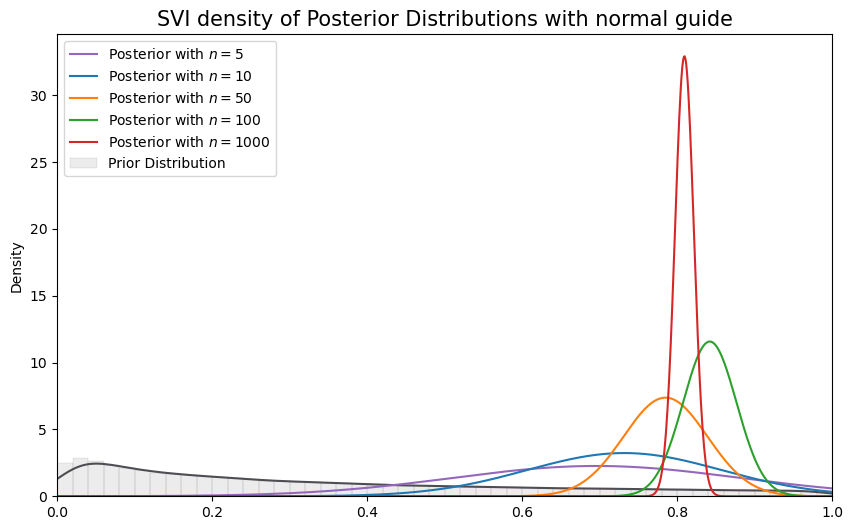 SVI density of Posterior Distributions with normal guide
Posterior with n = 5
Posterior with n = 10
Posterior with n = 50
Posterior with n = 100
Posterior with n = 1000
Prior Distribution
Density
30
25
20
15
10
5
0
0.0 0.2 0.4 0.6 0.8 1.0